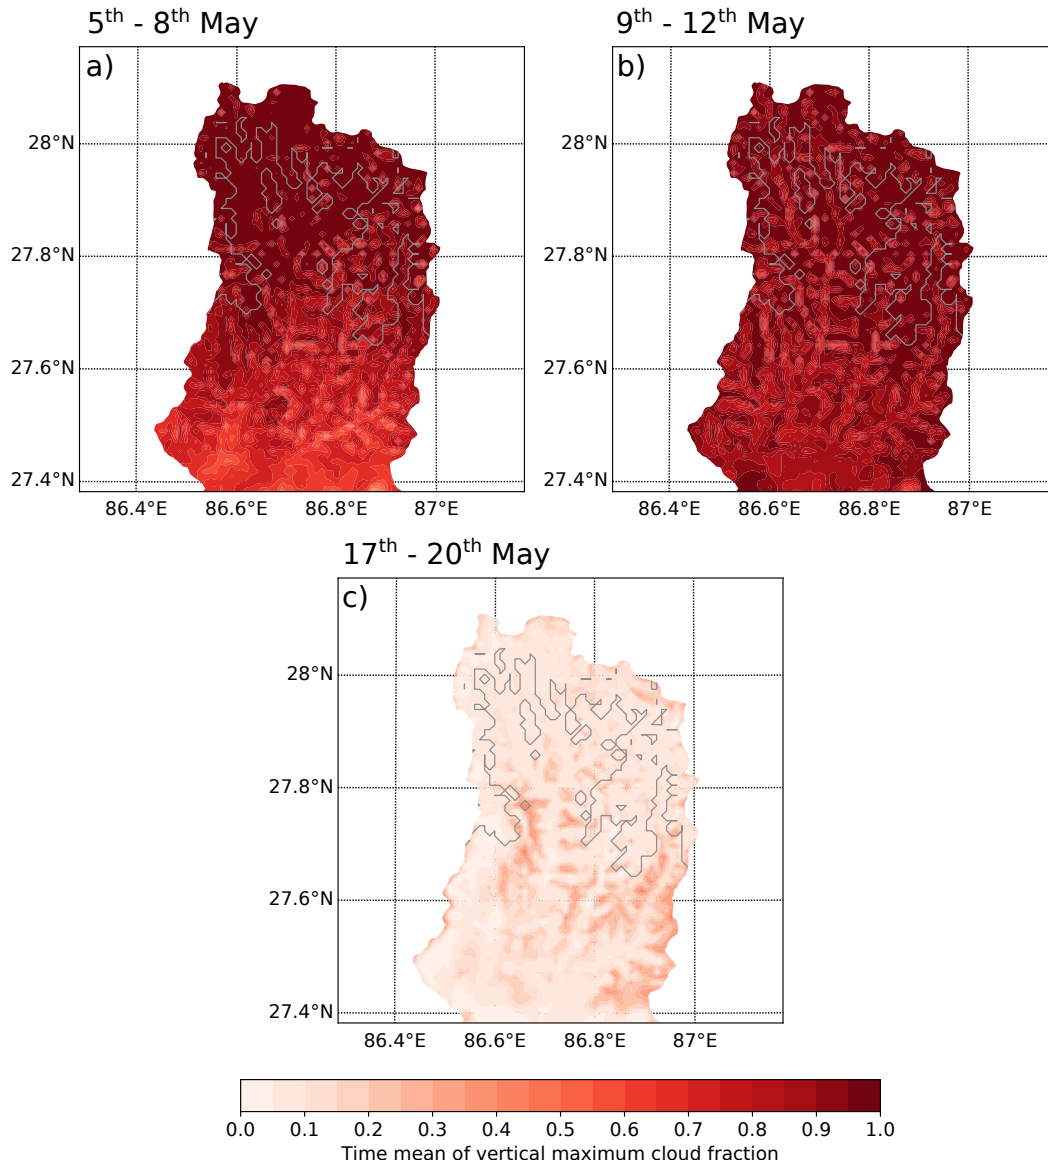 5th - 8th May
9th - 12th May
a)
b)
28°N
27.8°N
27.6°N
27.4°N
86.4°E 86.6°E 86.8°E 87°E
28°N
27.8°N
27.6°N
27.4°N
86.4°E 86.6°E 86.8°E 87°E
17th - 20th May
c)
28°N
27.8°N
27.6°N
27.4°N
86.4°E 86.6°E 86.8°E 87°E
0.0 0.1 0.2 0.3 0.4 0.5 0.6 0.7 0.8 0.9 1.0
Time mean of vertical maximum cloud fraction